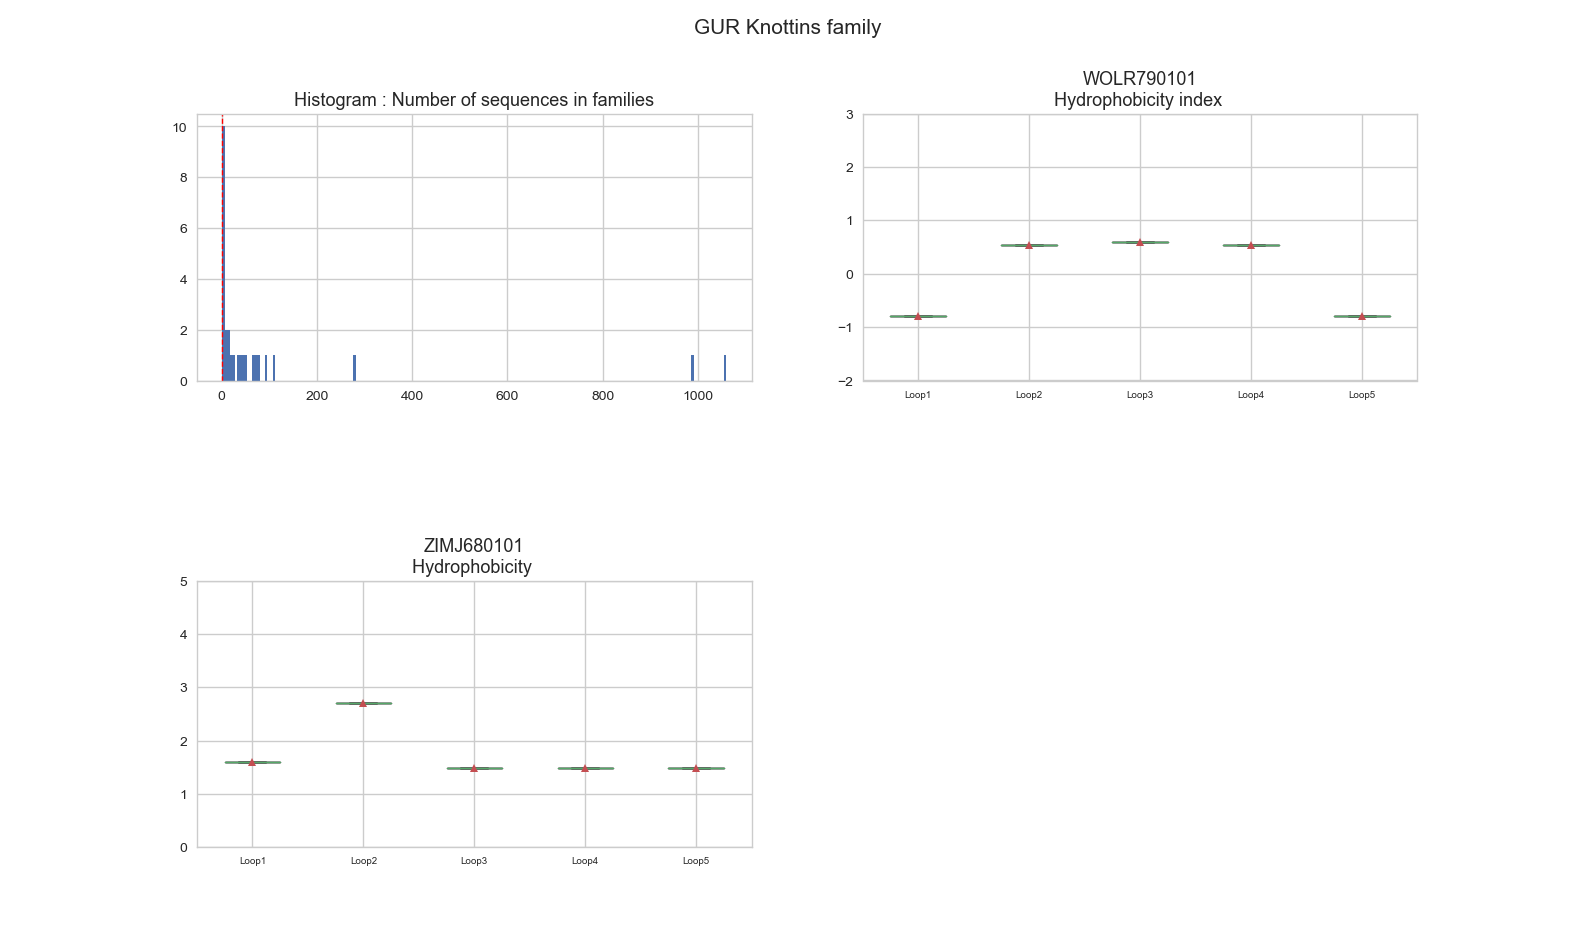 GUR Knottins family
Histogram : Number of sequences in families
10
8
6
4
2
0
0 200 400 600 800 1000
WOLR790101
Hydrophobicity index
3
2
1
0
−1
−2
Loop1 Loop2 Loop3 Loop4 Loop5
ZIMJ680101
Hydrophobicity
5
4
3
2
1
0
Loop1 Loop2 Loop3 Loop4 Loop5